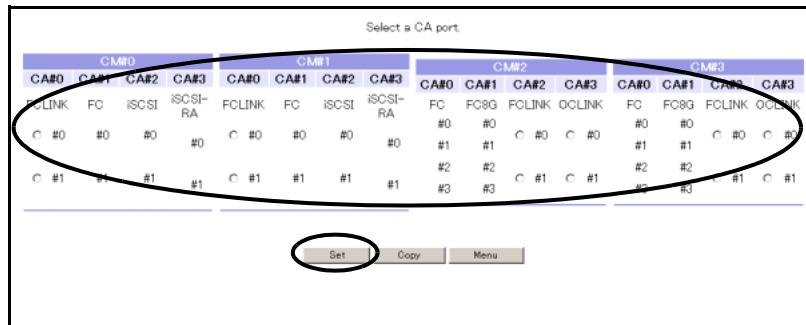 Select a CA port.
CM#0 CM#1 CM#2 CM#3
CA#0 CA#1 CA#2 CA#3 CA#0 CA#1 CA#2 CA#3 CA#0 CA#1 CA#2 CA#3 CA#0 CA#1 CA#2 CA#3
FCLINK FC iSCSI iSCSI-RA FCLINK FC iSCSI iSCSI-RA FC FC8G FCLINK OCLINK FC FC8G FCLINK OCLINK
#0 #0 #0 #0 #0 #0 #0 #0 #0 #0 #0 #0 #0 #0 #0 #0
#1 #1 #1 #1
#1 #1 #1 #1 #1 #1 #1 #1 #2 #2 #1 #1 #2 #2 #1 #1
#3 #3 #3 #3
Set Copy Menu